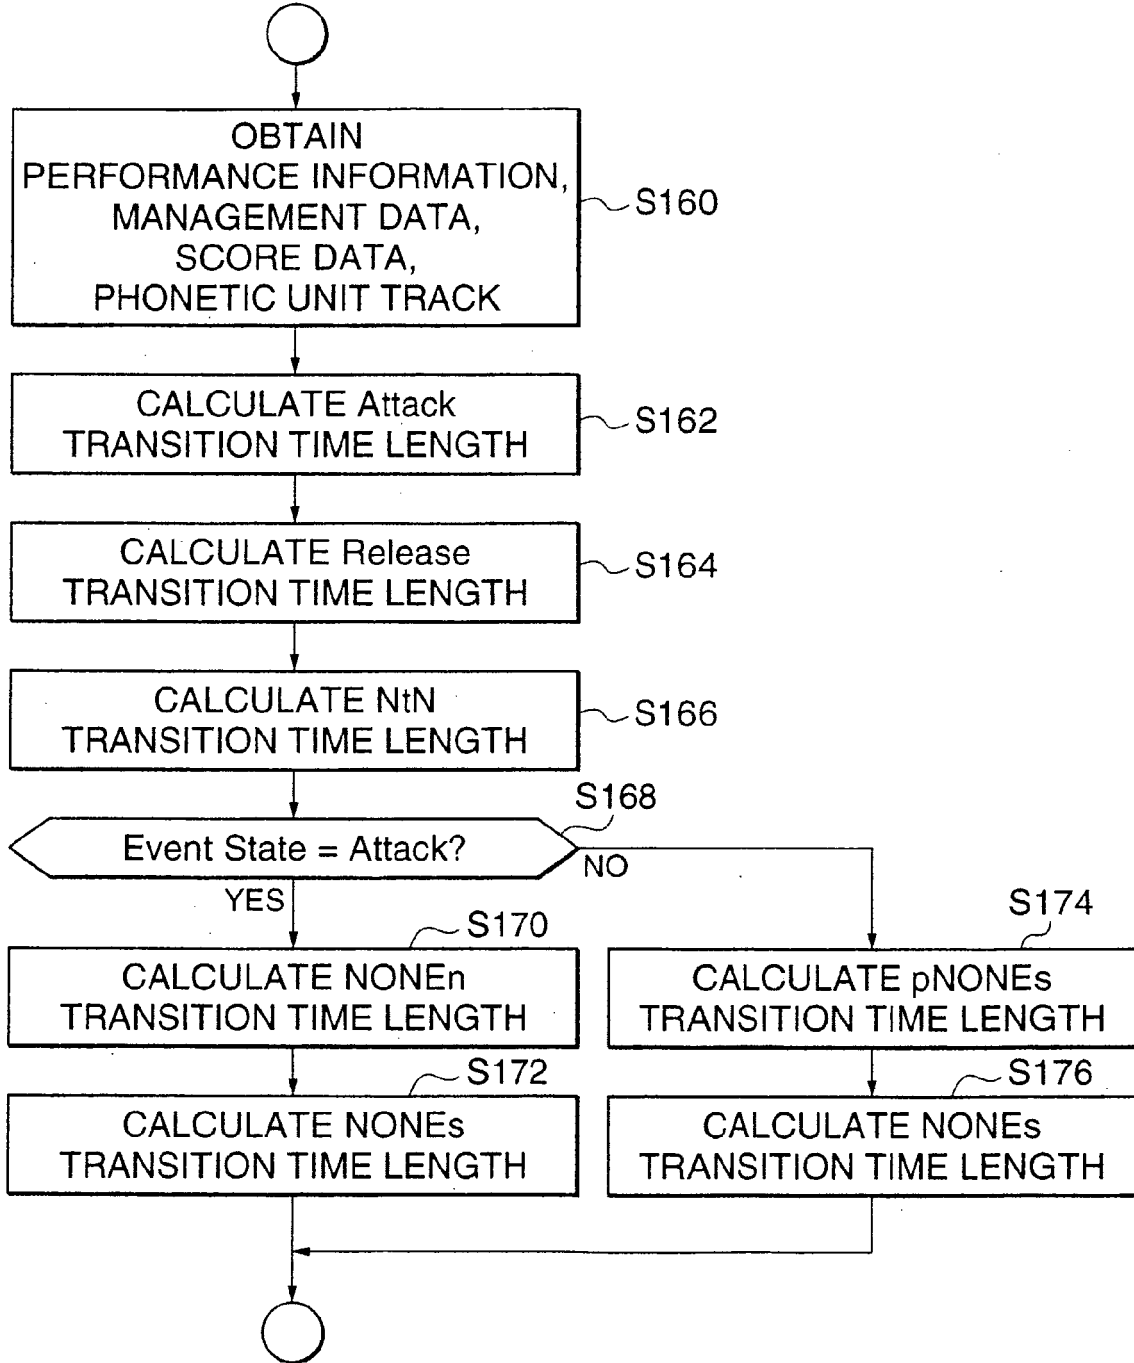 OBTAIN
PERFORMANCE INFORMATION,
MANAGEMENT DATA,
SCORE DATA,
PHONETIC UNIT TRACK
S160
CALCULATE Attack
TRANSITION TIME LENGTH
S162
CALCULATE Release
TRANSITION TIME LENGTH
S164
CALCULATE NtN
TRANSITION TIME LENGTH
S166
S168
Event State = Attack?
NO
YES
S170
CALCULATE NONEn
TRANSITION TIME LENGTH
S172
CALCULATE NONEs
TRANSITION TIME LENGTH
S174
CALCULATE pNONEs
TRANSITION TIME LENGTH
S176
CALCULATE NONEs
TRANSITION TIME LENGTH